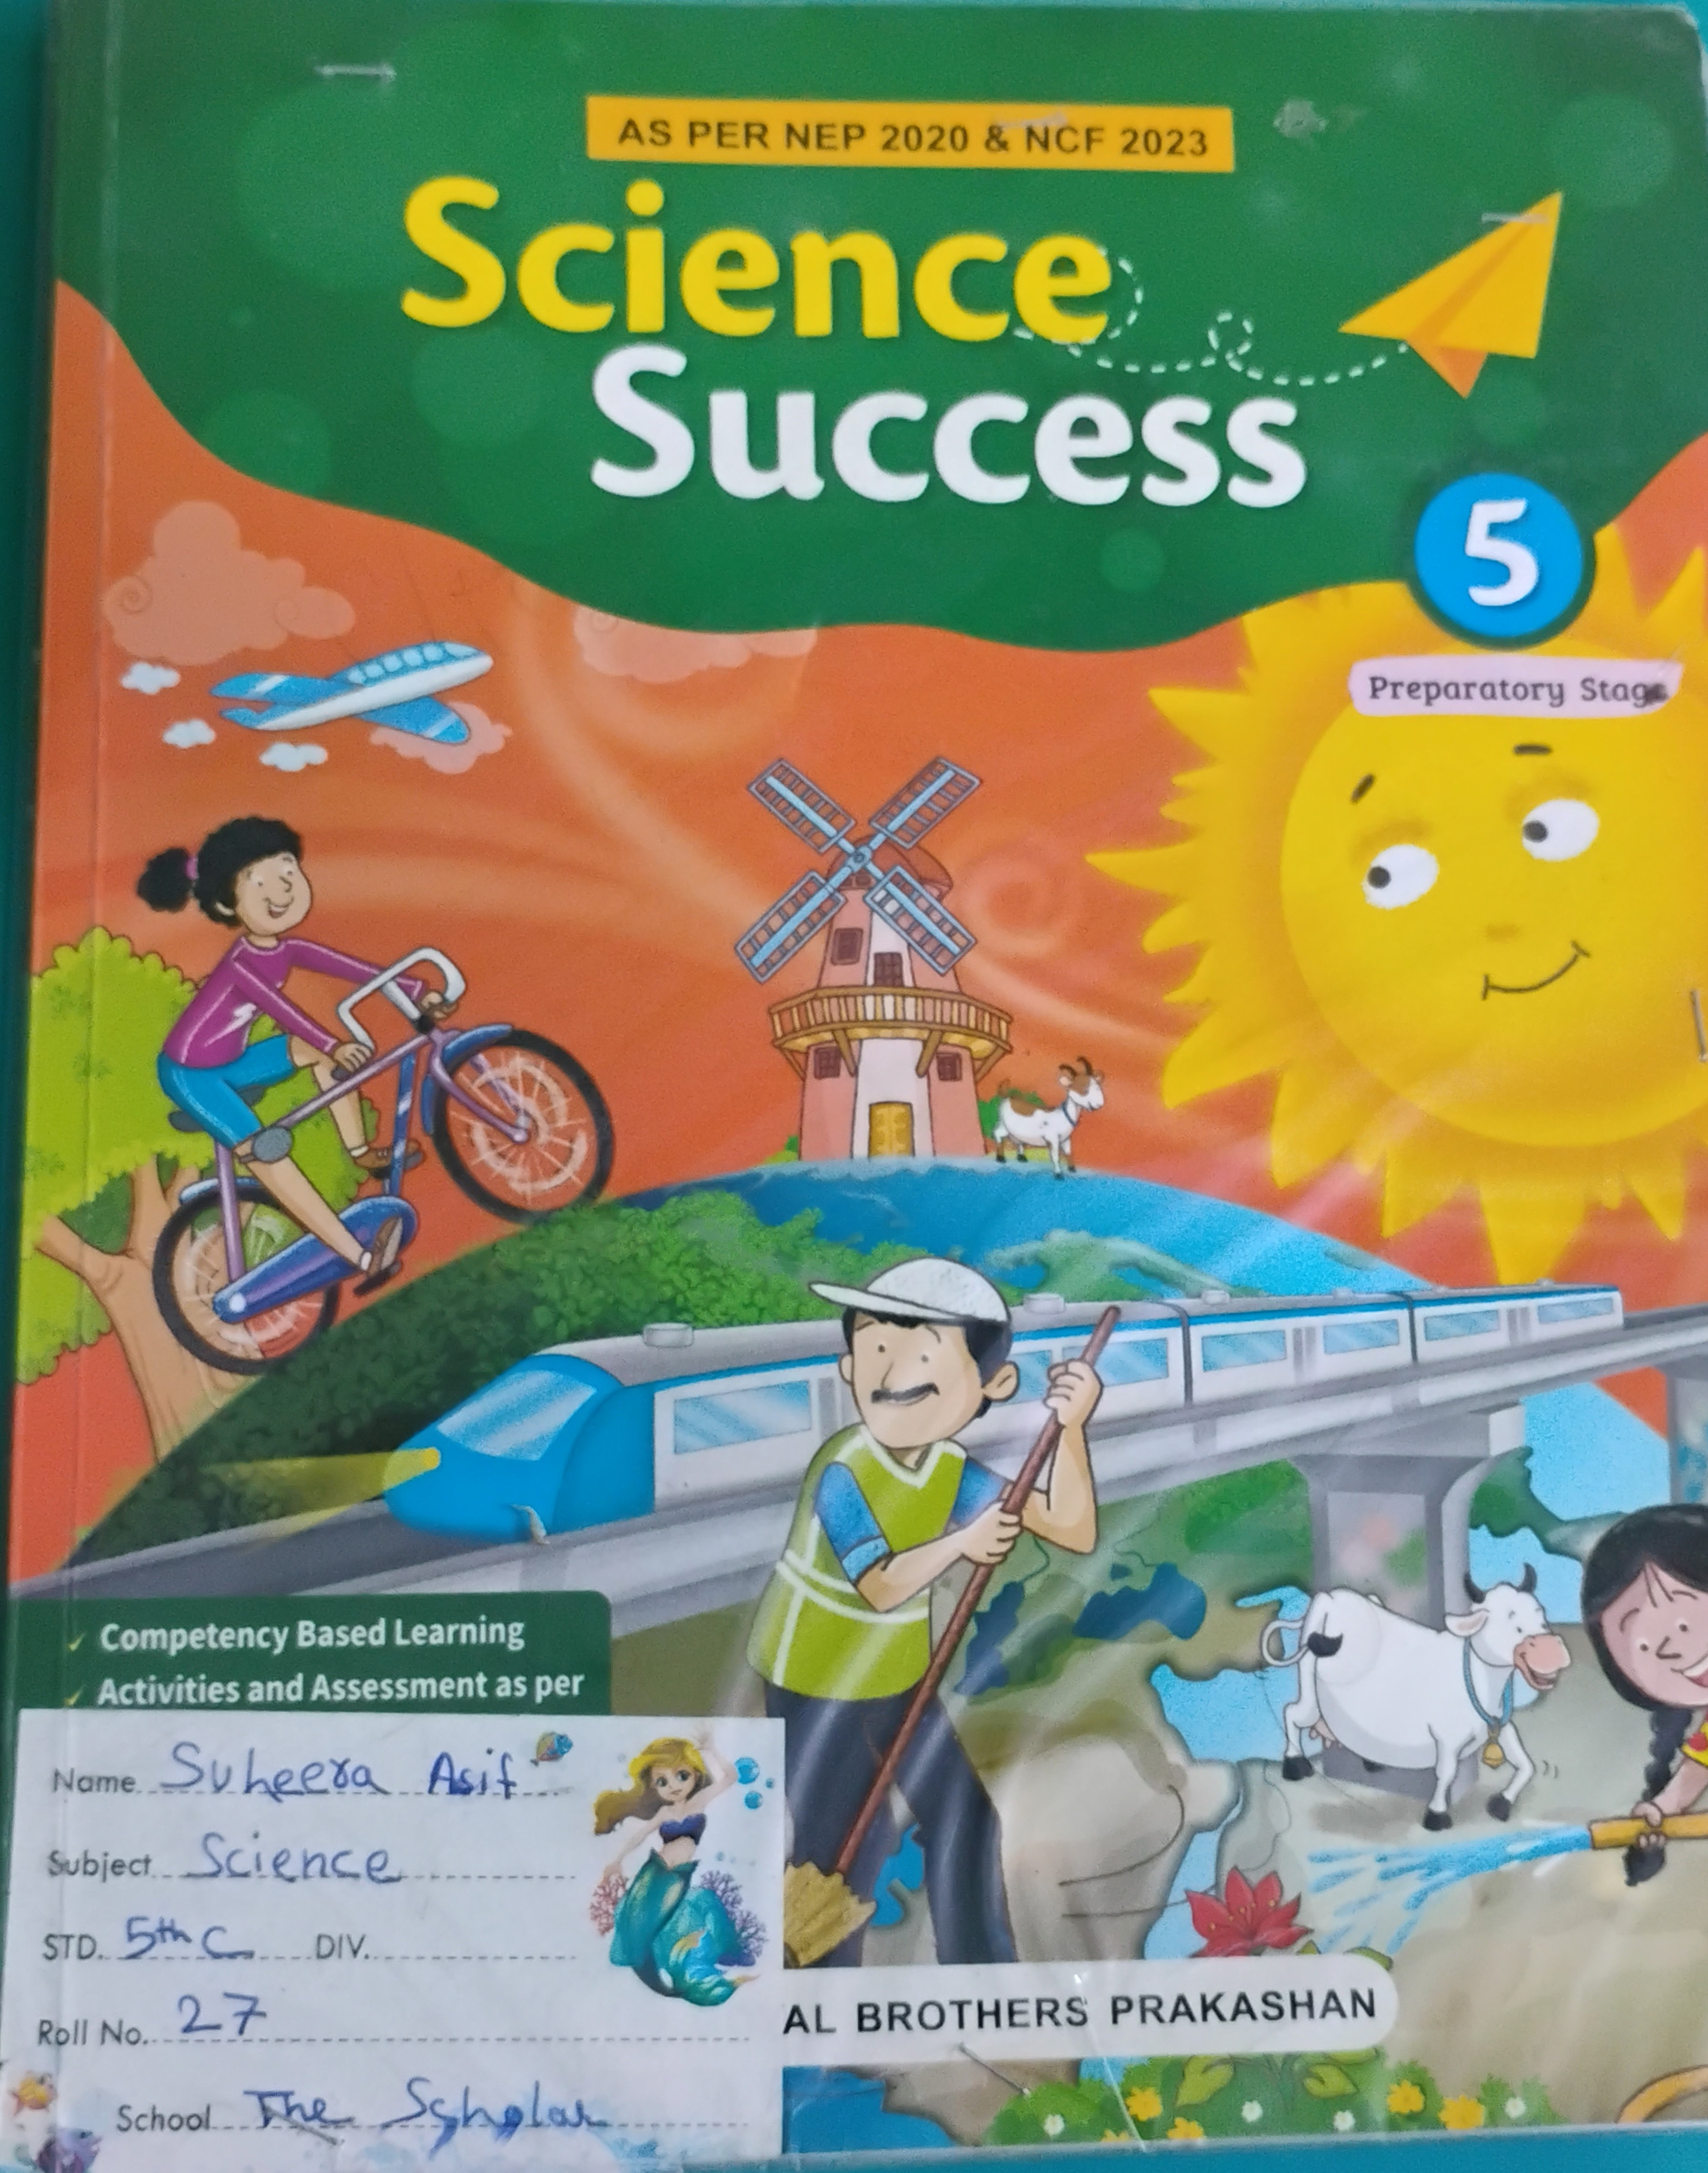 AS PER NEP 2020 & NCF 2023
Science
Success
5
Preparatory Stage
Competency Based Learning
Activities and Assessment as per
Name Suheera Asif
Subject Science
STD. 5th C DIV.
Roll No. 27
School The Scholar
AL BROTHERS PRAKASHAN